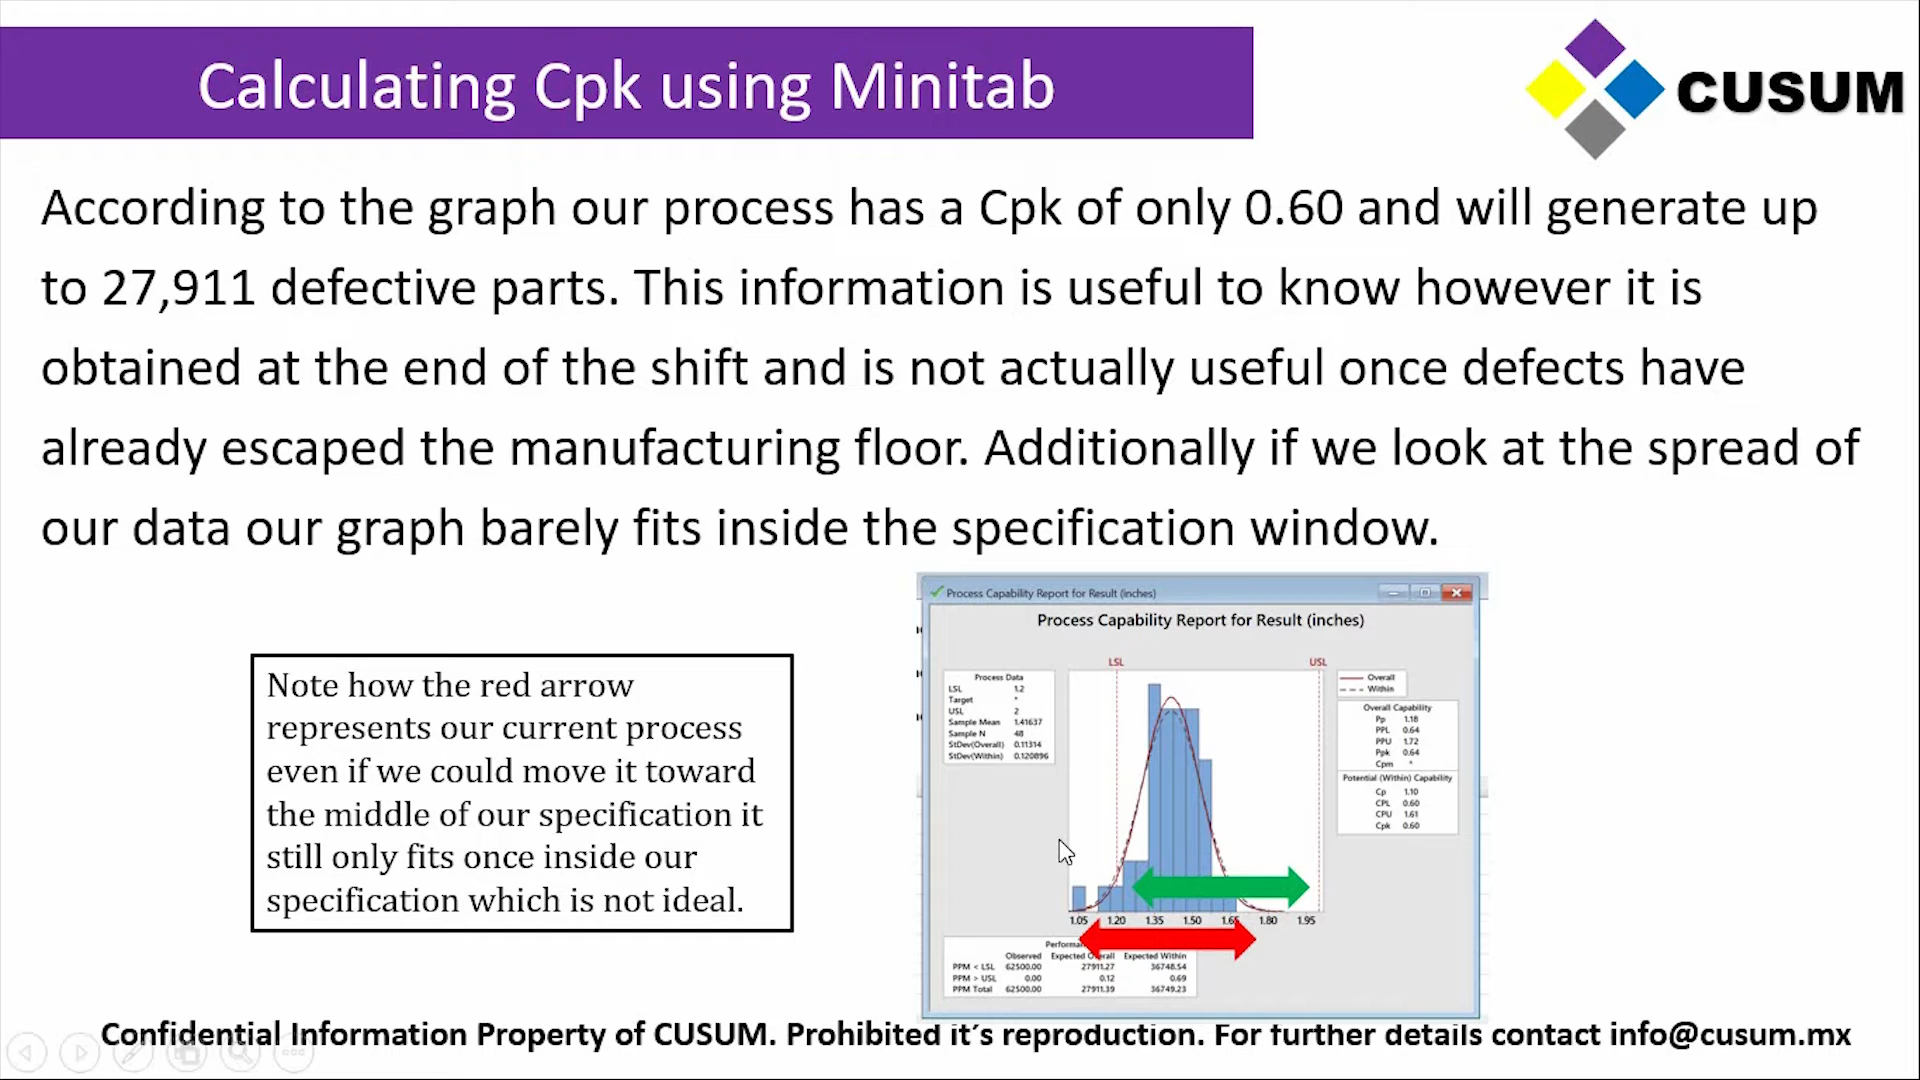 Calculating Cpk using Minitab
CUSUM
According to the graph our process has a Cpk of only 0.60 and will generate up
to 27,911 defective parts. This information is useful to know however it is
obtained at the end of the shift and is not actually useful once defects have
already escaped the manufacturing floor. Additionally if we look at the spread of
our data our graph barely fits inside the specification window.
Note how the red arrow
represents our current process
even if we could move it toward
the middle of our specification it
still only fits once inside our
specification which is not ideal.
Process Capability Report for Result (inches)
Process Capability Report for Result (inches)
LSL USL
Process Data
LSL 1.2
Target *
USL 2
Sample Mean 1.41637
Sample N 48
StDev(Overall) 0.11314
StDev(Within) 0.120896
Overall
Within
Overall Capability
Pp 1.18
PPL 0.64
PPU 1.72
Ppk 0.64
Cpm *
Potential (Within) Capability
Cp 1.10
CPL 0.60
CPU 1.61
Cpk 0.60
1.05 1.20 1.35 1.50 1.65 1.80 1.95
Observed Expected Overall Expected Within
PPM < LSL 62500.00 27911.27 36748.54
PPM > USL 0.00 0.12 0.69
PPM Total 62500.00 27911.39 36749.23
Confidential Information Property of CUSUM. Prohibited it´s reproduction. For further details contact info@cusum.mx